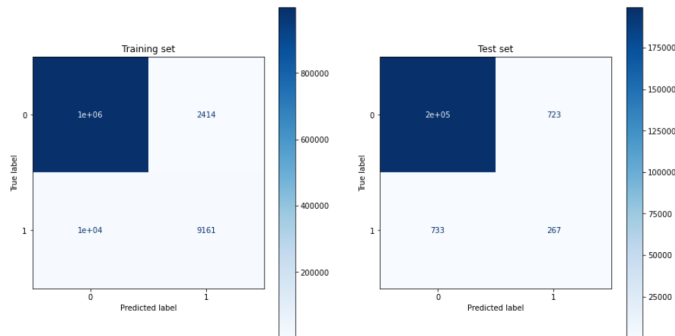 Training set
0
1
1e+06
2414
1e+04
9161
0
1
True label
Predicted label
800000
600000
400000
200000
Test set
0
1
2e+05
723
733
267
0
1
True label
Predicted label
175000
150000
125000
100000
75000
50000
25000